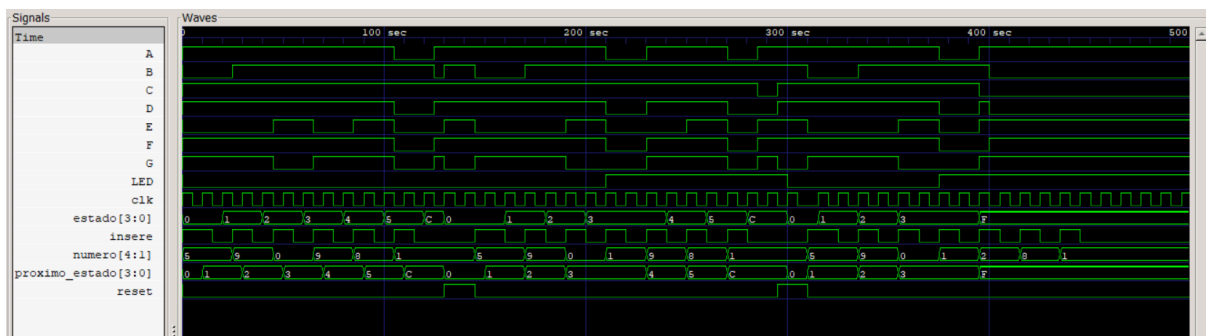 Signals
Waves
Time
0
100 sec
200 sec
300 sec
400 sec
500
A
B
C
D
E
F
G
LED
clk
estado[3:0]
0 1 2 3 4 5 C 0 1 2 3 4 5 C 0 1 2 3 F
insere
numero[4:1]
5 9 0 9 8 1 5 9 0 1 9 8 1 5 9 0 1 2 8 1
proximo_estado[3:0]
0 1 2 3 4 5 C 0 1 2 3 4 5 C 0 1 2 3 F
reset